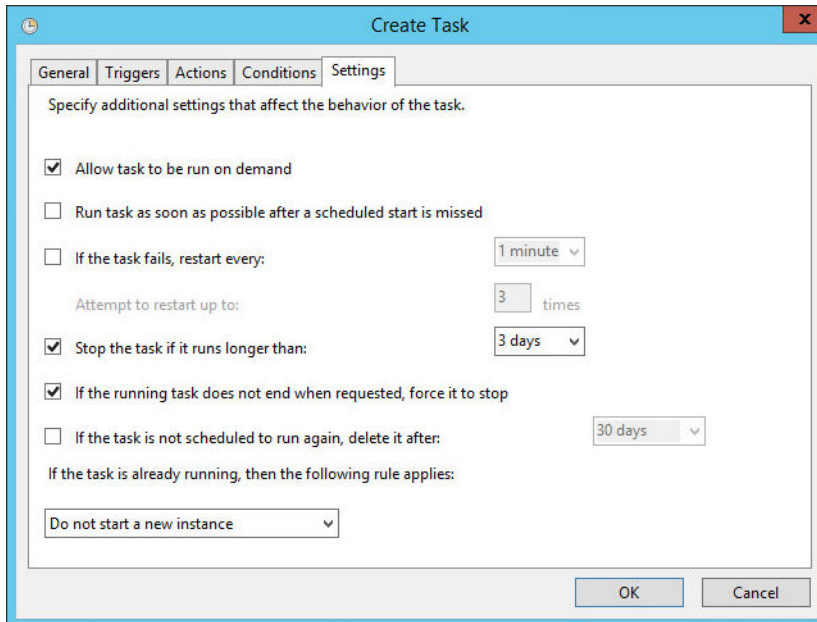 Create Task
x
General Triggers Actions Conditions Settings
Specify additional settings that affect the behavior of the task.
Allow task to be run on demand
Run task as soon as possible after a scheduled start is missed
If the task fails, restart every: 1 minute
Attempt to restart up to: 3 times
Stop the task if it runs longer than: 3 days
If the running task does not end when requested, force it to stop
If the task is not scheduled to run again, delete it after: 30 days
If the task is already running, then the following rule applies:
Do not start a new instance
OK Cancel